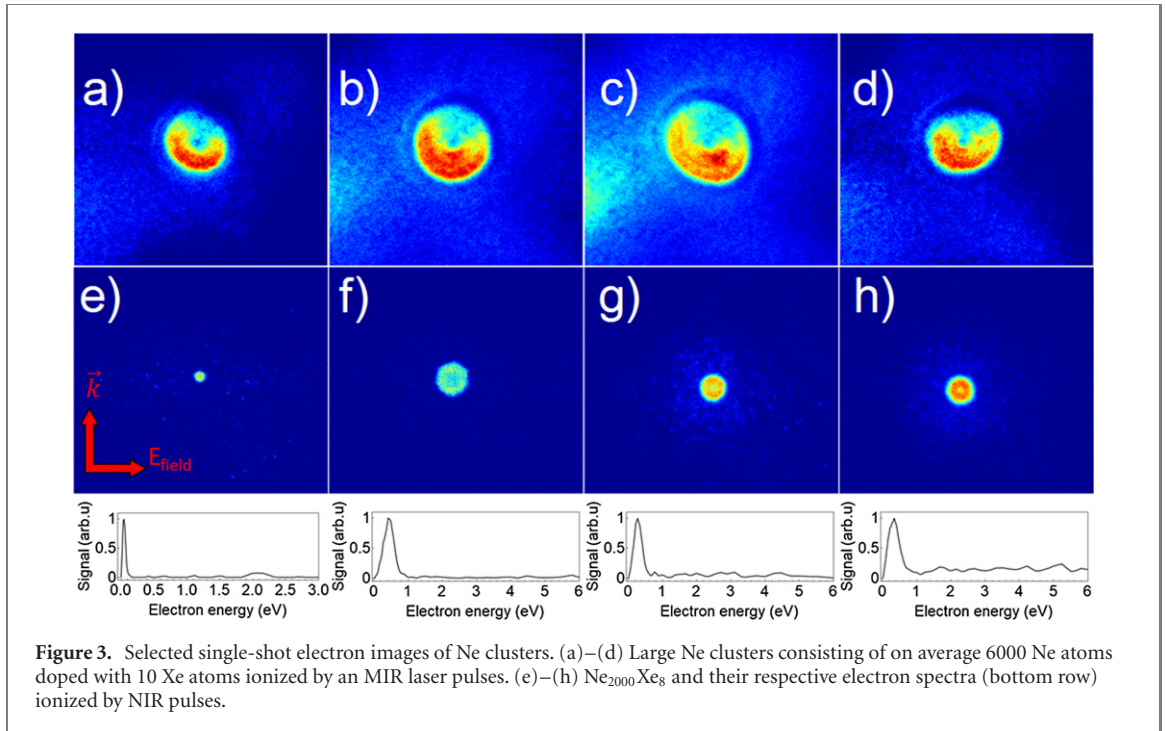 a)
b)
c)
d)
e)
f)
g)
h)
k
E_field
Signal (arb.u)
1
0.5
0
0.0 0.5 1.0 1.5 2.0 2.5 3.0
Electron energy (eV)
Signal (arb.u)
1
0.5
0
0 1 2 3 4 5 6
Electron energy (eV)
Signal (arb.u)
1
0.5
0
0 1 2 3 4 5 6
Electron energy (eV)
Signal (arb.u)
1
0.5
0
0 1 2 3 4 5 6
Electron energy (eV)
Figure 3. Selected single-shot electron images of Ne clusters. (a)–(d) Large Ne clusters consisting of on average 6000 Ne atoms
doped with 10 Xe atoms ionized by an MIR laser pulses. (e)–(h) Ne2000Xe8 and their respective electron spectra (bottom row)
ionized by NIR pulses.